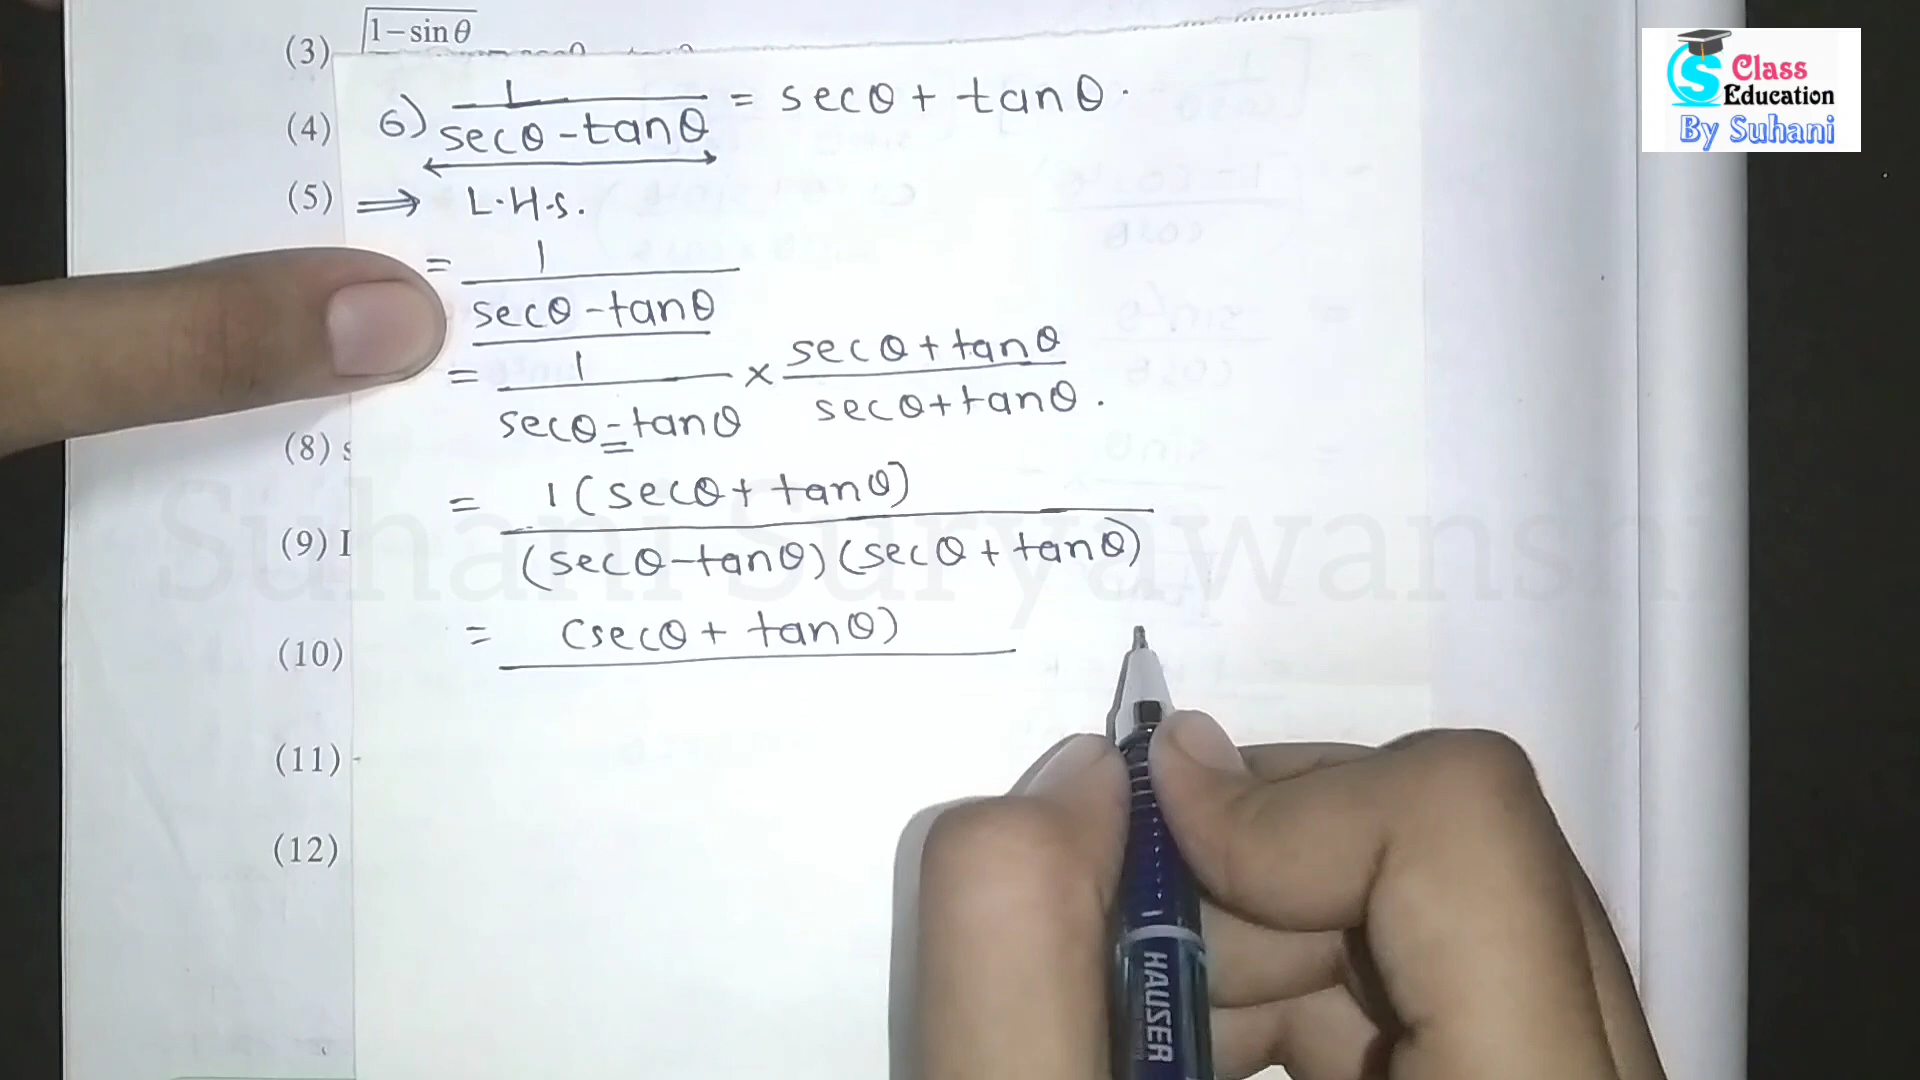 (3) √1−sinθ
(4) 6) 1/secθ - tanθ = secθ + tanθ.
(5) ⇒ L.H.S.
= 1/secθ - tanθ
= 1/secθ - tanθ × secθ + tanθ/secθ + tanθ.
(8) s
= 1(secθ + tanθ)/(secθ - tanθ)(secθ + tanθ)
(9) I
= (secθ + tanθ)
(10)
(11)
(12)
HAUSER
S Class
Education
By Suhani
Suhani Suryawanshi